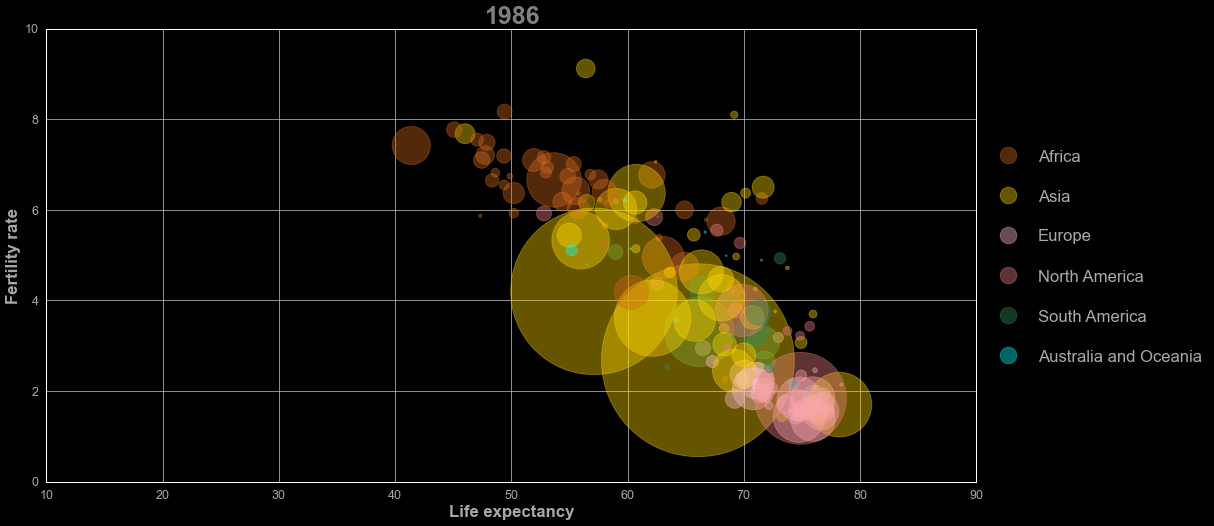 1986
10
8
6
4
2
0
Fertility rate
10 20 30 40 50 60 70 80 90
Life expectancy
Africa
Asia
Europe
North America
South America
Australia and Oceania